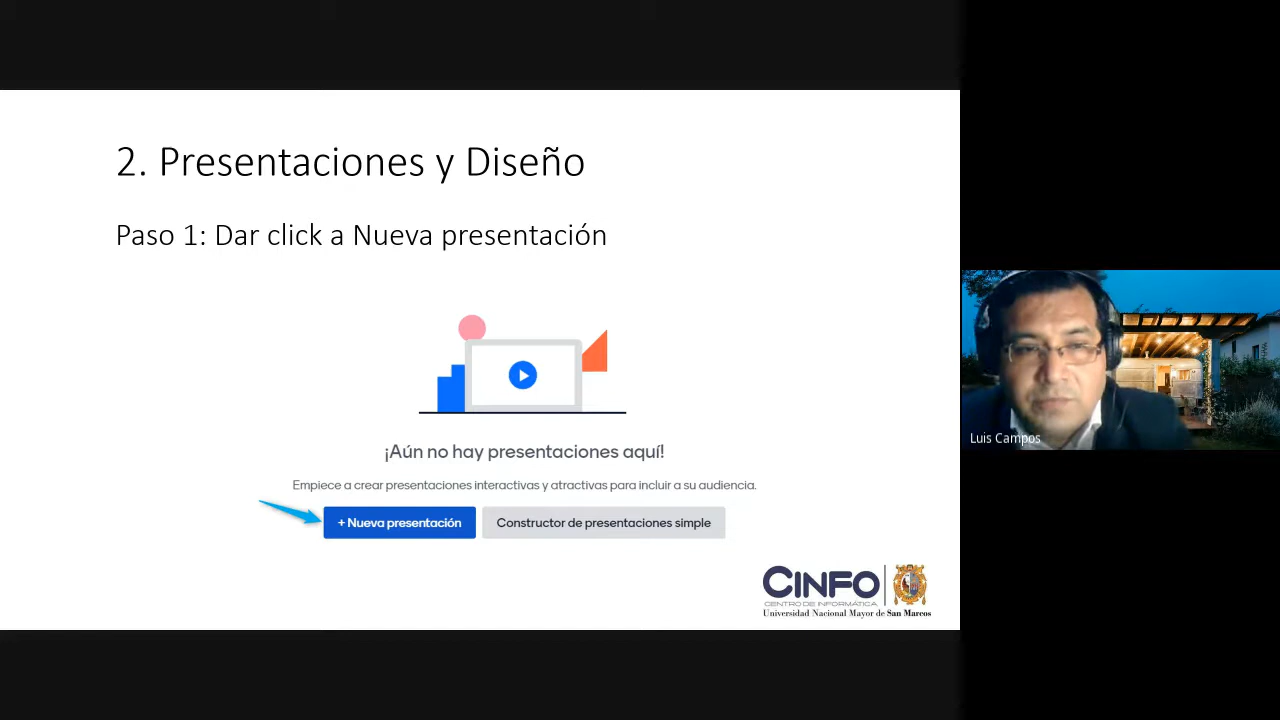 2. Presentaciones y Diseño
Paso 1: Dar click a Nueva presentación
¡Aún no hay presentaciones aquí!
Empiece a crear presentaciones interactivas y atractivas para incluir a su audiencia.
+ Nueva presentación
Constructor de presentaciones simple
CINFO
CENTRO DE INFORMÁTICA
Universidad Nacional Mayor de San Marcos
Luis Campos